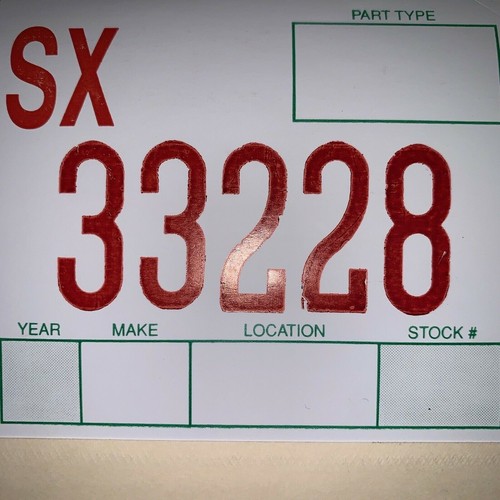 PART TYPE
SX
33228
YEAR MAKE LOCATION STOCK #